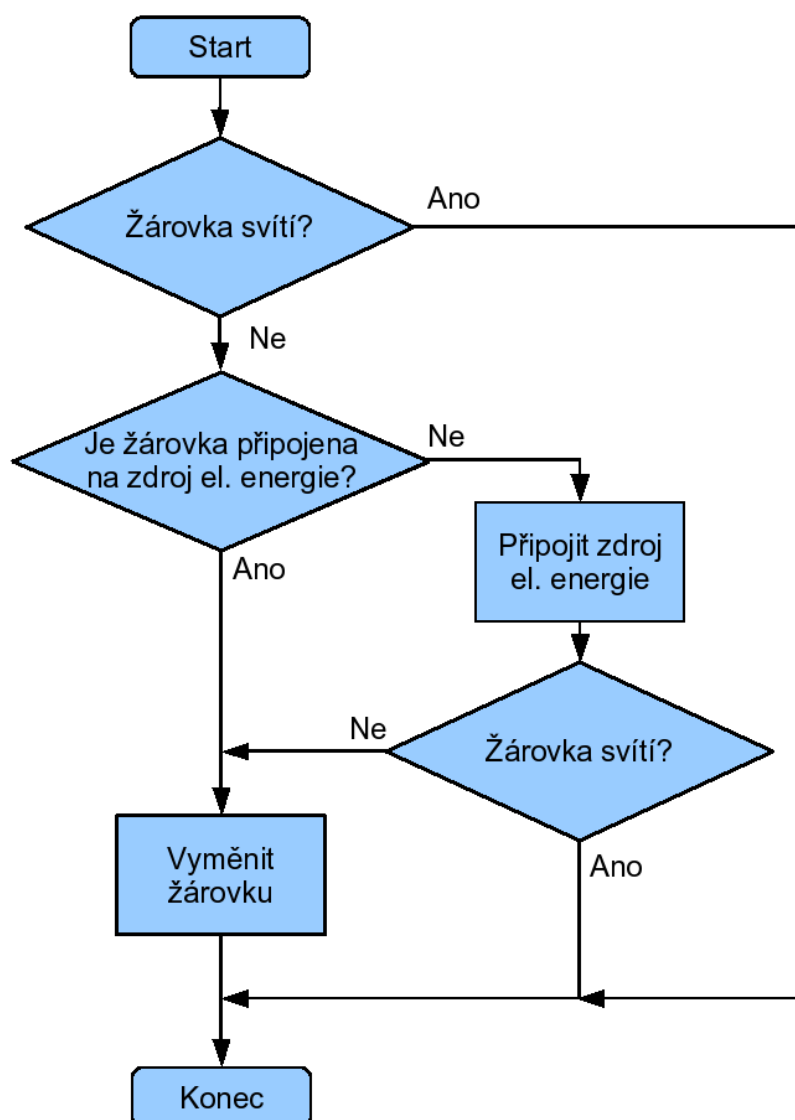 Start
Žárovka svítí?
Ano
Ne
Je žárovka připojena
na zdroj el. energie?
Ne
Připojit zdroj
el. energie
Ano
Ne
Žárovka svítí?
Vyměnit
žárovku
Ano
Konec